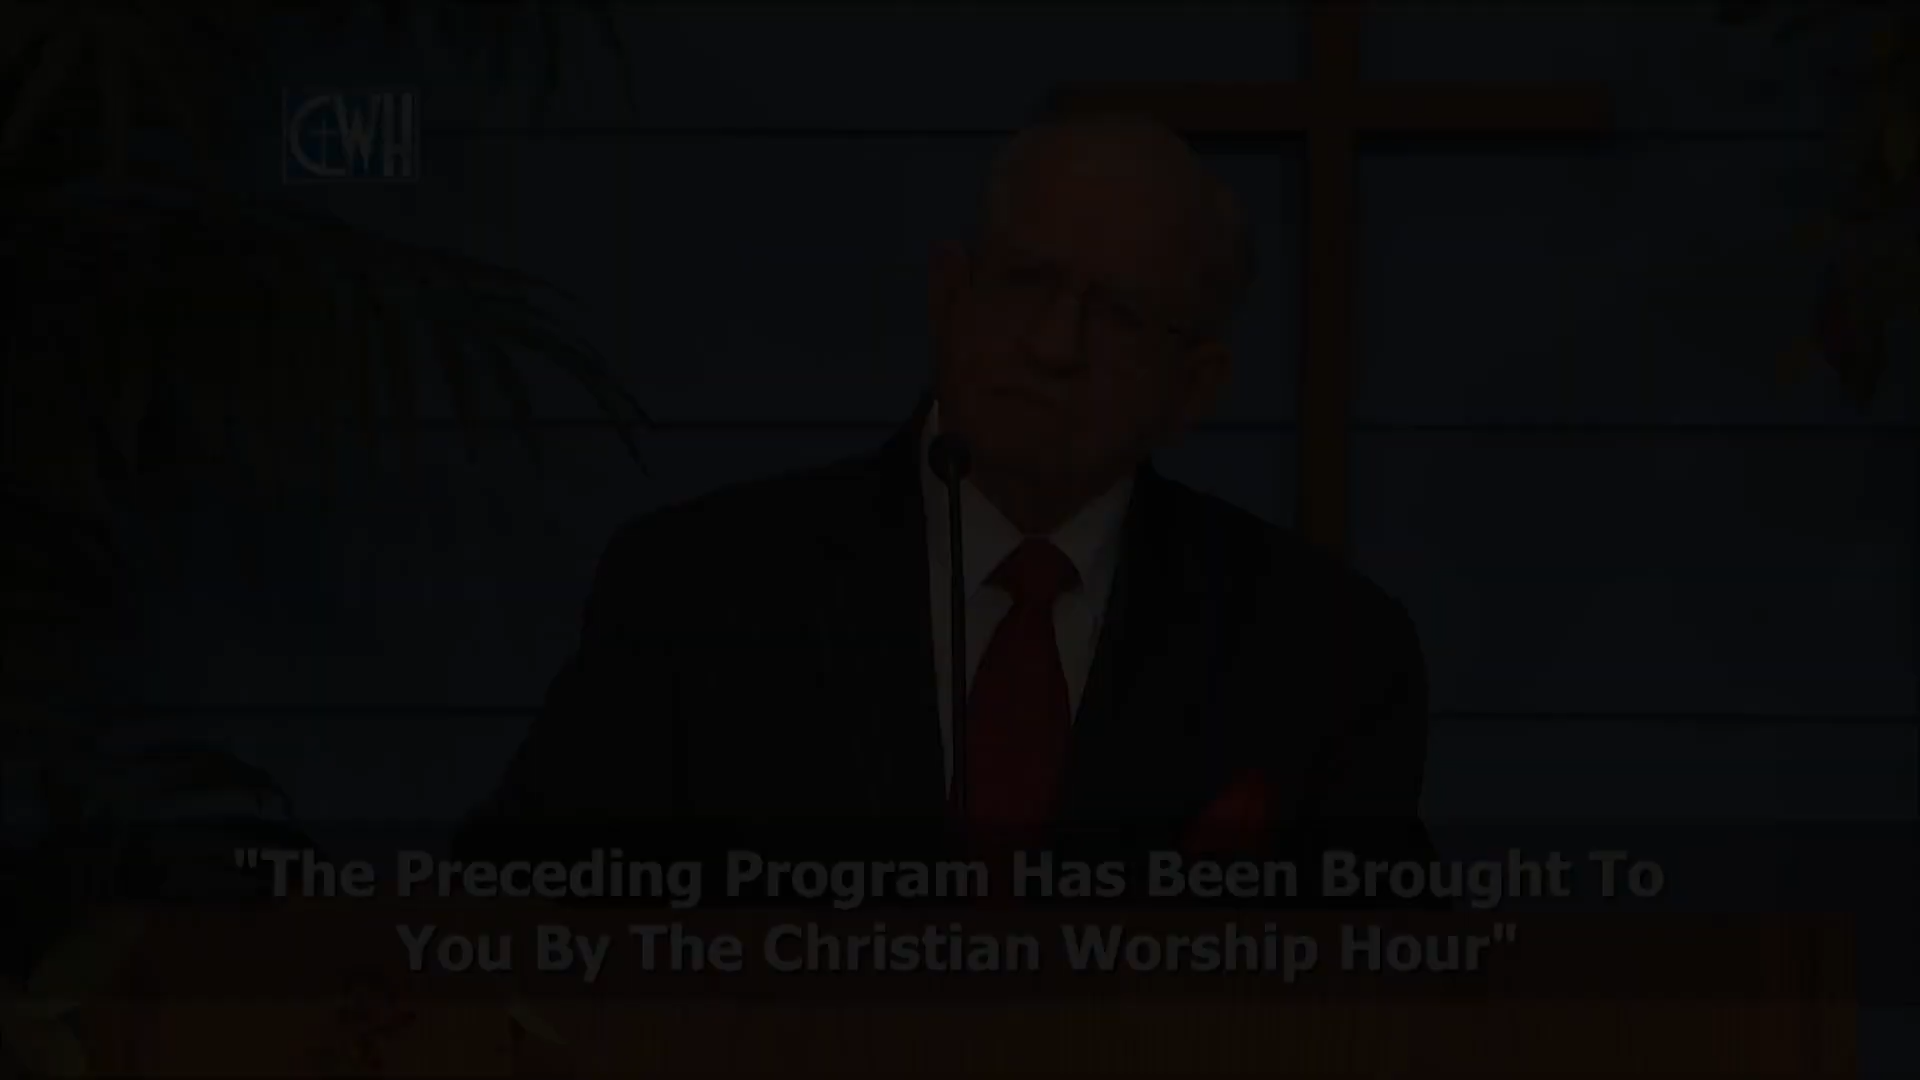 CWH
"The Preceding Program Has Been Brought To
You By The Christian Worship Hour"